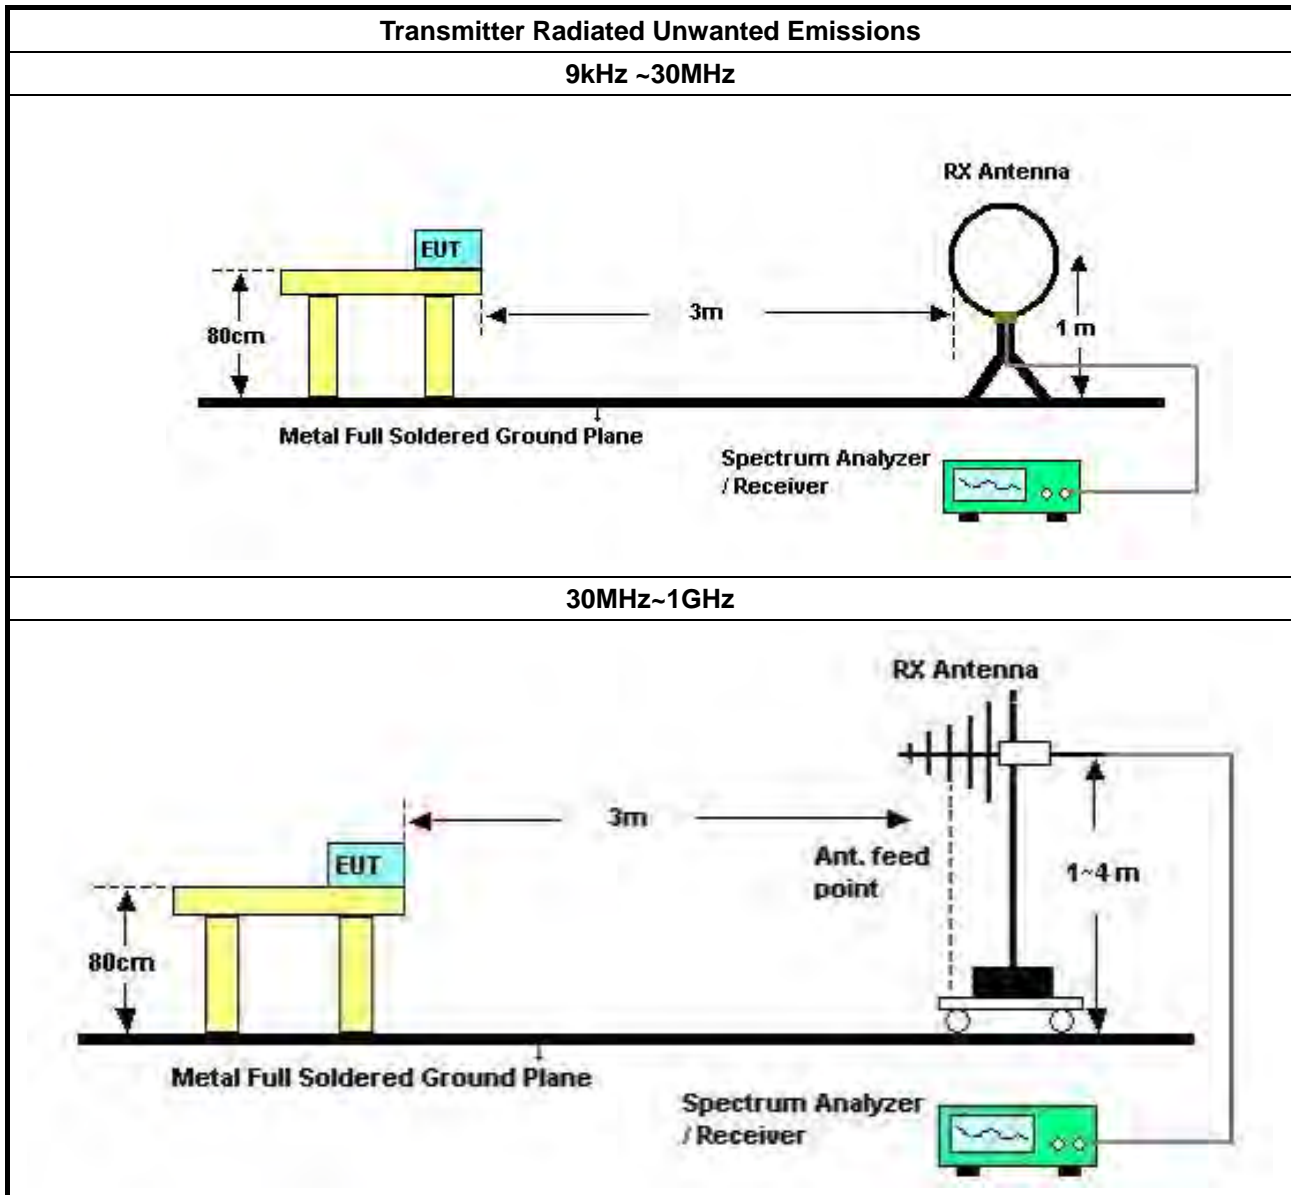 Transmitter Radiated Unwanted Emissions
9kHz ~30MHz
RX Antenna
EUT
3m
80cm
1 m
Metal Full Soldered Ground Plane
Spectrum Analyzer
/ Receiver
30MHz~1GHz
RX Antenna
3m
EUT
Ant. feed
point
1~4 m
80cm
Metal Full Soldered Ground Plane
Spectrum Analyzer
/ Receiver